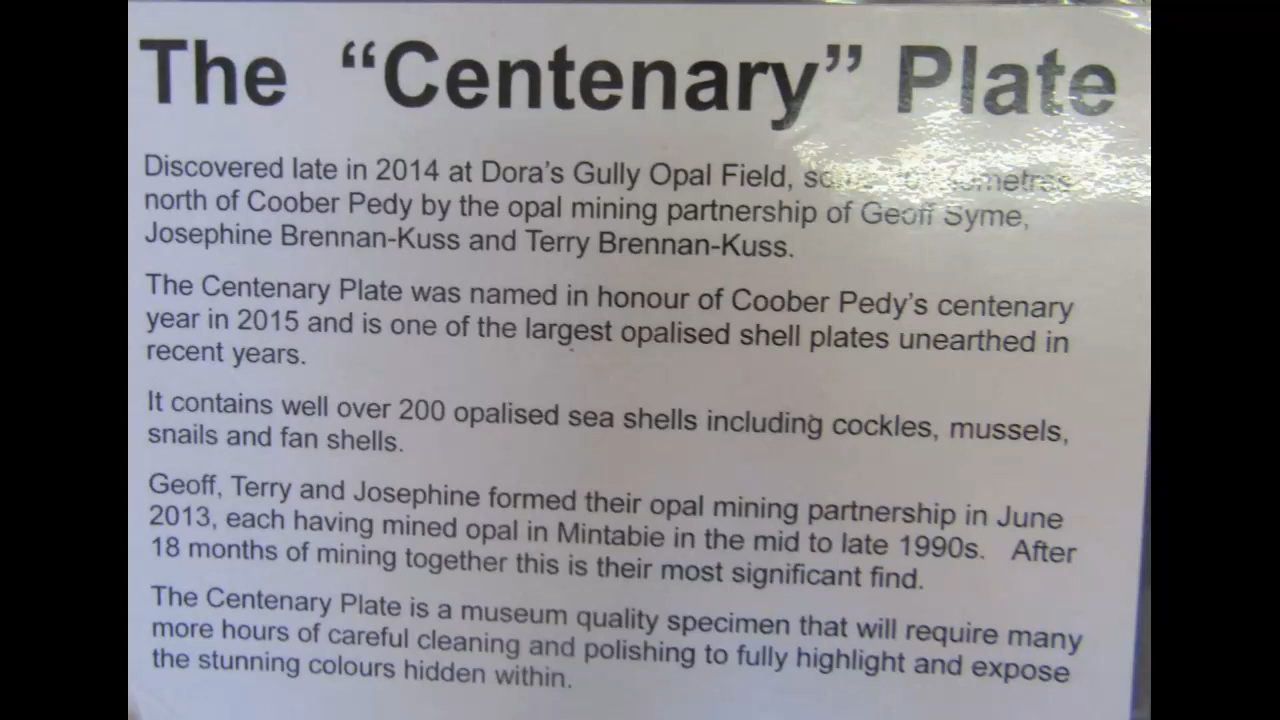 The “Centenary” Plate
Discovered late in 2014 at Dora’s Gully Opal Field,
north of Coober Pedy by the opal mining partnership of Geoff Syme,
Josephine Brennan-Kuss and Terry Brennan-Kuss.
The Centenary Plate was named in honour of Coober Pedy’s centenary
year in 2015 and is one of the largest opalised shell plates unearthed in
recent years.
It contains well over 200 opalised sea shells including cockles, mussels,
snails and fan shells.
Geoff, Terry and Josephine formed their opal mining partnership in June
2013, each having mined opal in Mintabie in the mid to late 1990s. After
18 months of mining together this is their most significant find.
The Centenary Plate is a museum quality specimen that will require many
more hours of careful cleaning and polishing to fully highlight and expose
the stunning colours hidden within.